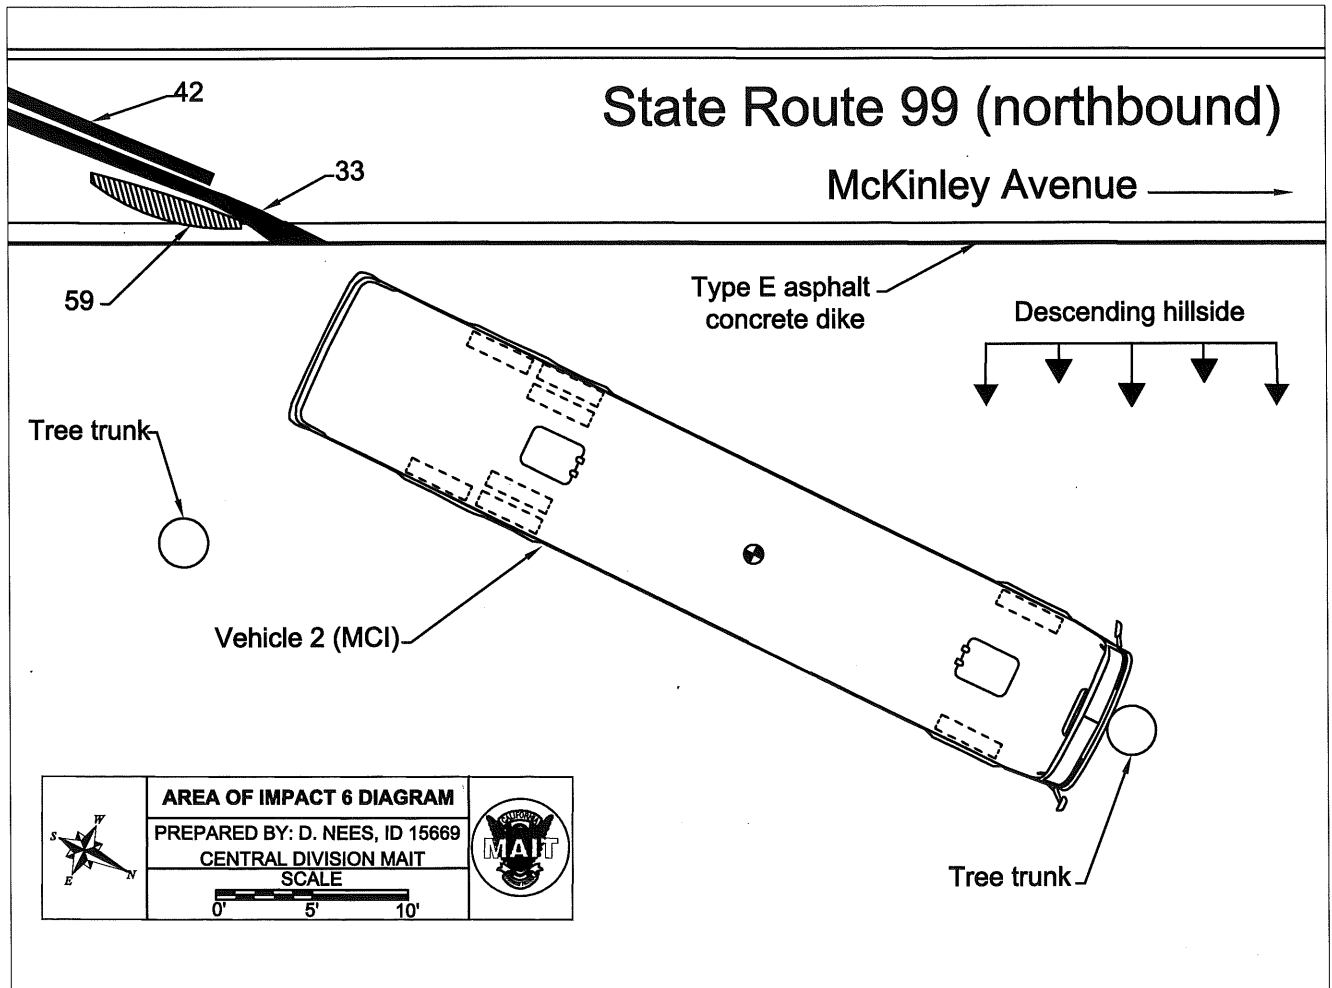 42
State Route 99 (northbound)
33
McKinley Avenue
59
Type E asphalt
concrete dike
Descending hillside
Tree trunk
Vehicle 2 (MCI)
AREA OF IMPACT 6 DIAGRAM
PREPARED BY: D. NEES, ID 15669
CENTRAL DIVISION MAIT
SCALE
0' 5' 10'
W
S
E
N
CALIFORNIA
MAIT
Tree trunk